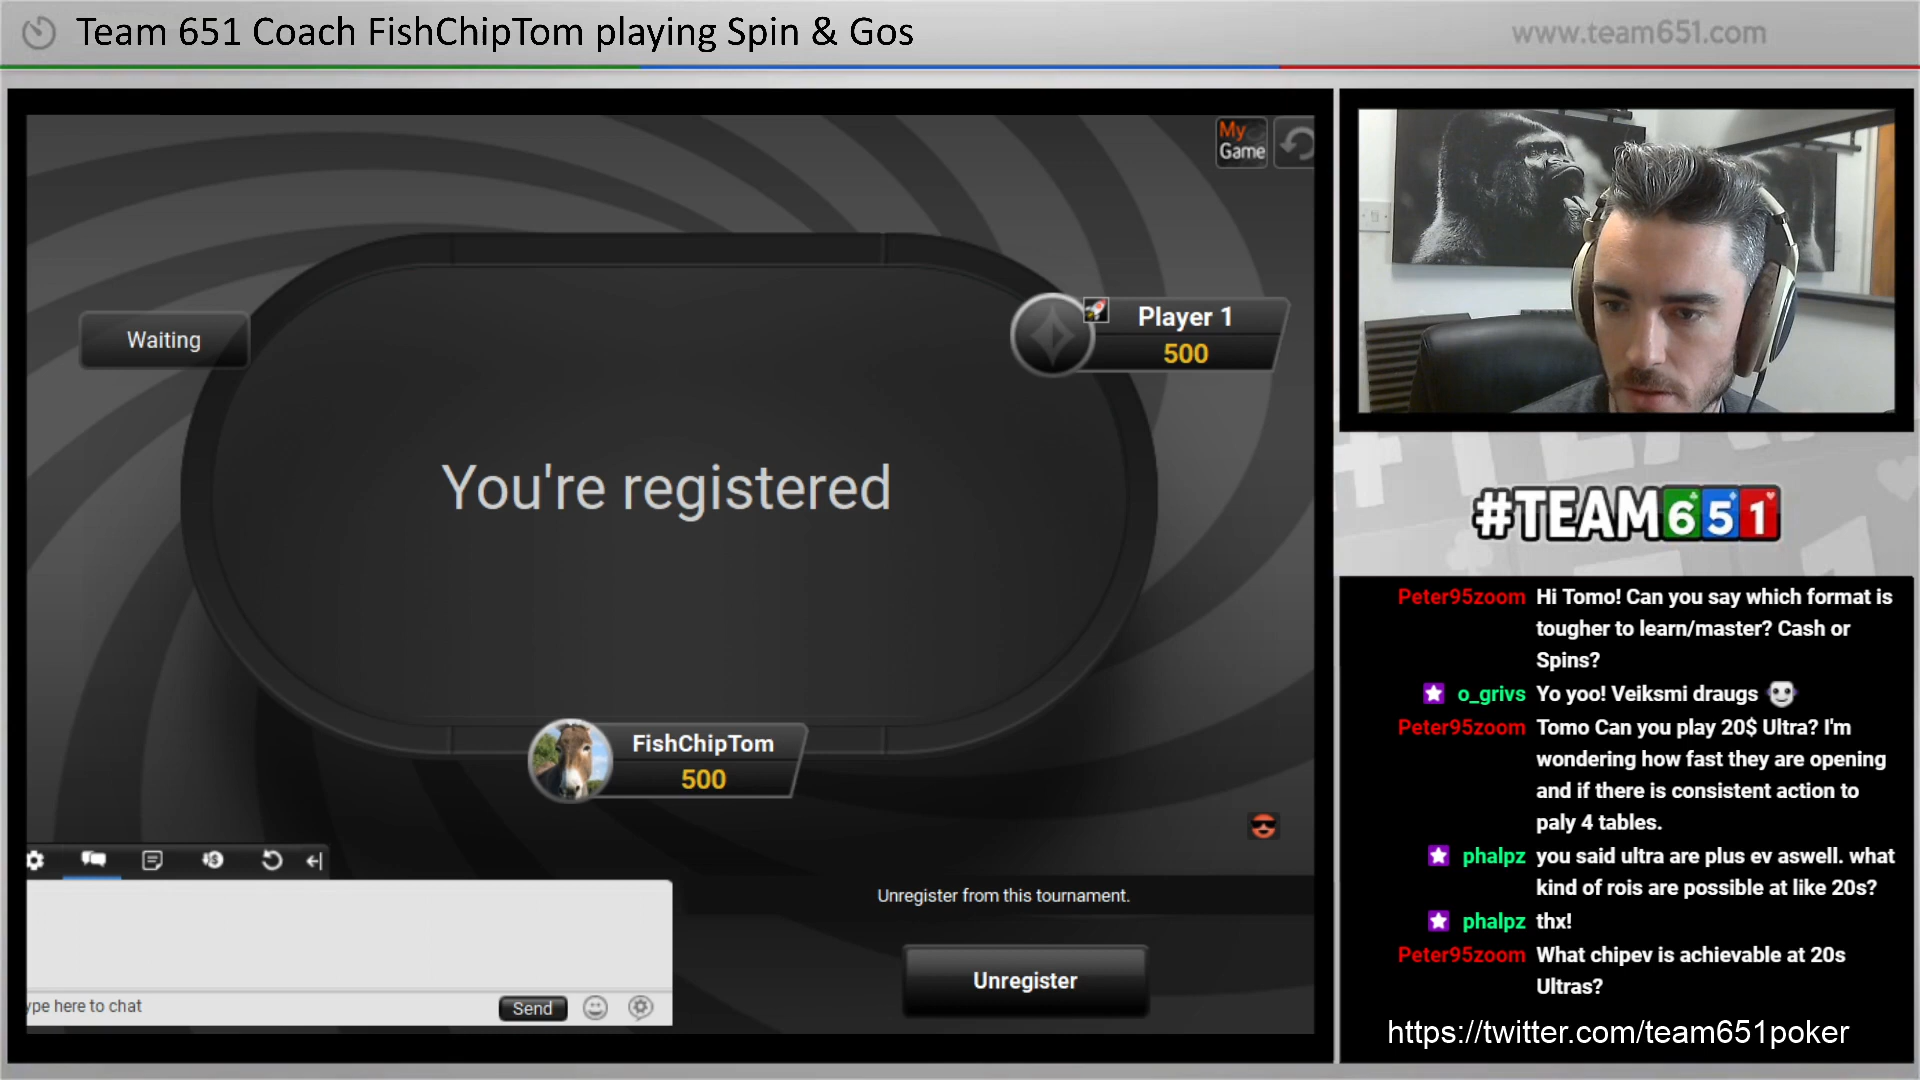 Team 651 Coach FishChipTom playing Spin & Gos
www.team651.com
My
Game
Waiting
Player 1
500
You're registered
FishChipTom
500
Unregister from this tournament.
Unregister
ype here to chat
Send
#TEAM651
Peter95zoom Hi Tomo! Can you say which format is
tougher to learn/master? Cash or
Spins?
o_grivs Yo yoo! Veiksmi draugs
Peter95zoom Tomo Can you play 20$ Ultra? I'm
wondering how fast they are opening
and if there is consistent action to
paly 4 tables.
phalpz you said ultra are plus ev aswell. what
kind of rois are possible at like 20s?
phalpz thx!
Peter95zoom What chipev is achievable at 20s
Ultras?
https://twitter.com/team651poker